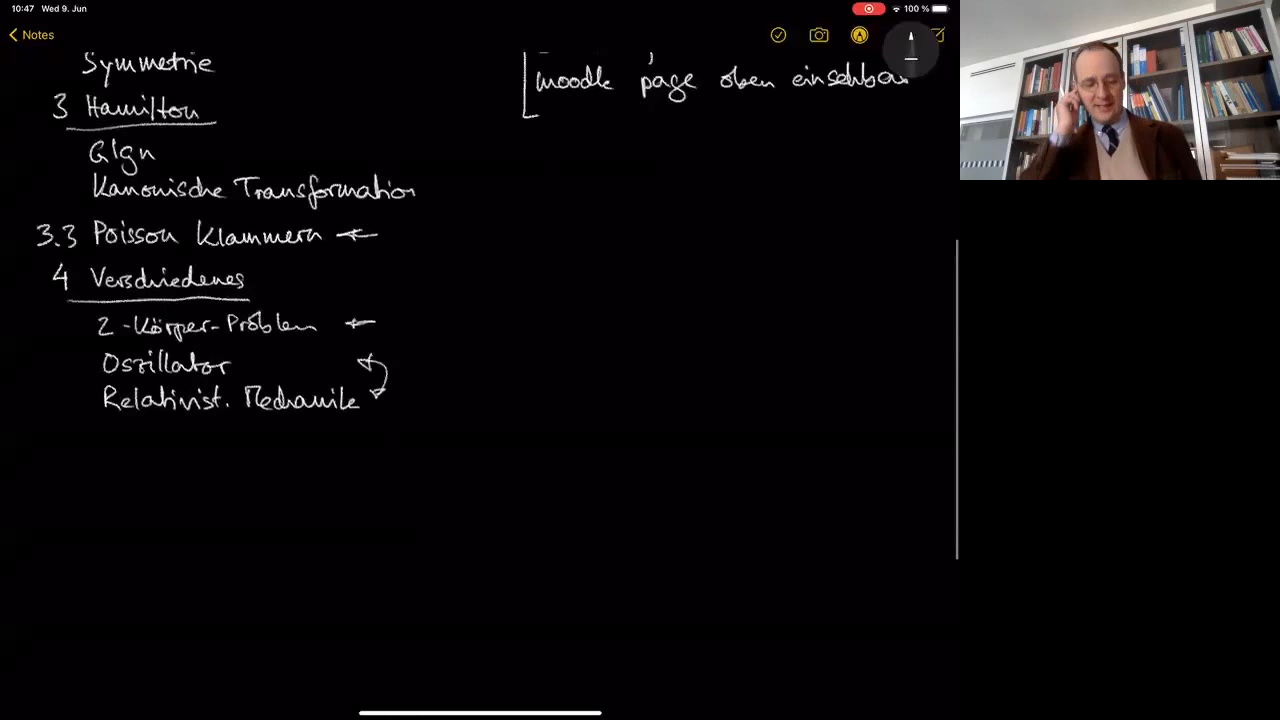 10:47 Wed 9. Jun
100 %
Notes
Symmetrie
moodle page oben einsehbar
3 Hamilton
Glgn
Kanonische Transformation
3.3 Poisson Klammern ←
4 Verschiedenes
2-Körper-Problem ←
Oszillator
Relativist. Mechanik